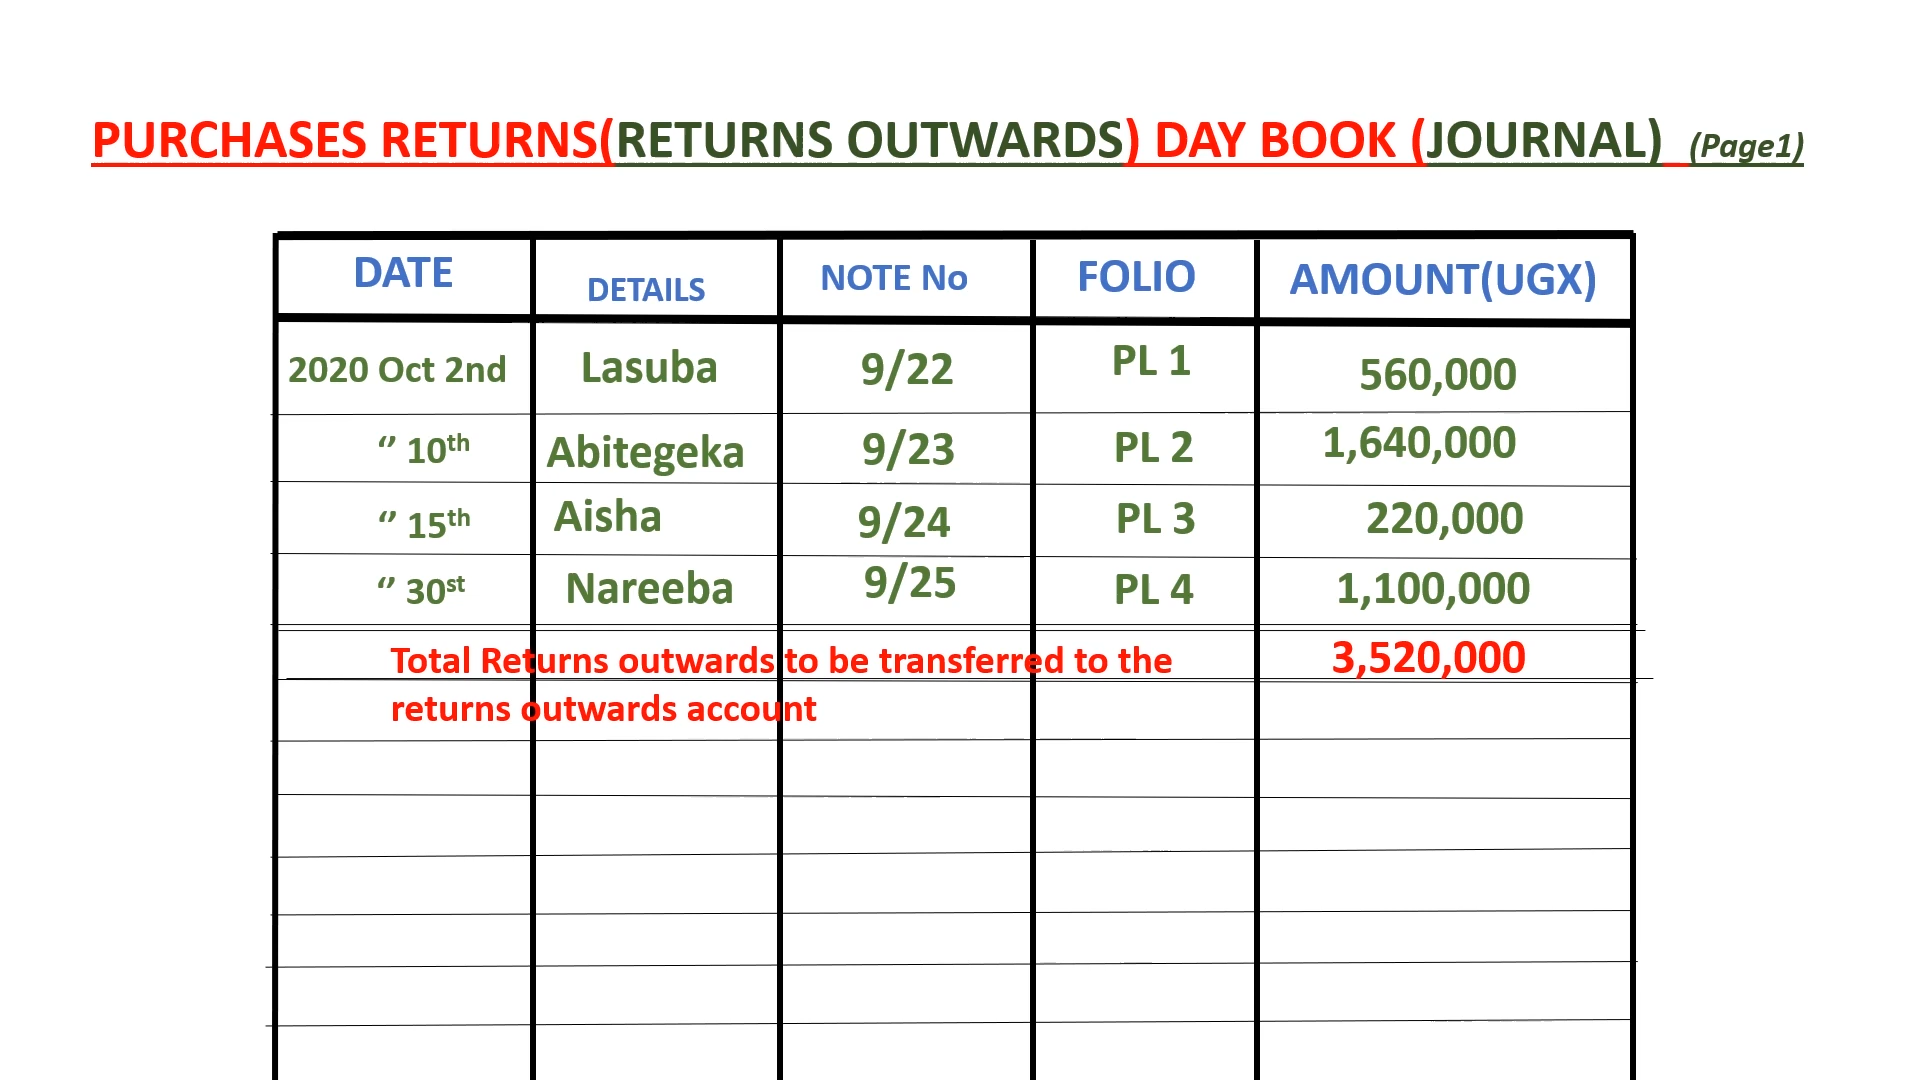 PURCHASES RETURNS(RETURNS OUTWARDS) DAY BOOK (JOURNAL) (Page1)
DATE DETAILS NOTE No FOLIO AMOUNT(UGX)
2020 Oct 2nd Lasuba 9/22 PL 1 560,000
‘’ 10th Abitegeka 9/23 PL 2 1,640,000
‘’ 15th Aisha 9/24 PL 3 220,000
‘’ 30st Nareeba 9/25 PL 4 1,100,000
Total Returns outwards to be transferred to the 3,520,000
returns outwards account